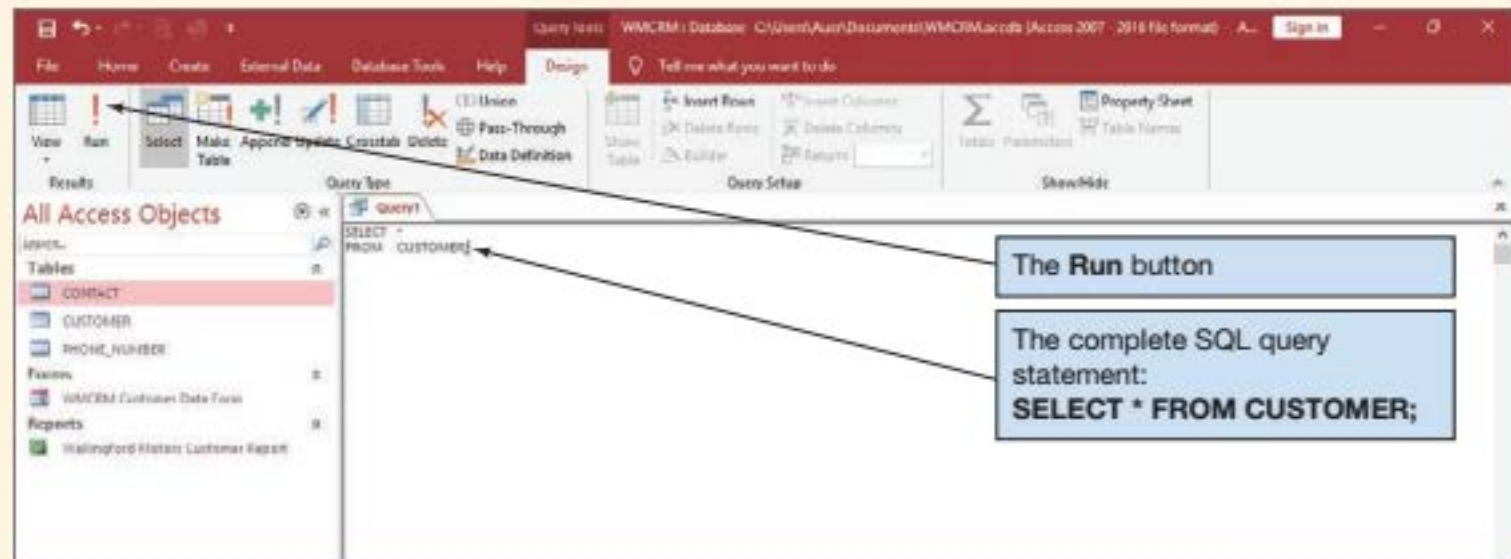 Query Tools WMCRM : Database- C:\Users\Auer\Documents\WMCRM.accdb (Access 2007 - 2016 file format) A... Sign in
File Home Create External Data Database Tools Help Design Tell me what you want to do
View
Run
Select
Make Table
Append
Update
Crosstab
Delete
Union
Pass-Through
Data Definition
Show Table
Insert Rows
Delete Rows
Builder
Insert Columns
Delete Columns
Return
Totals
Parameters
Property Sheet
Table Names
Results Query Type Query Setup Show/Hide
All Access Objects
Search...
Tables
CONTACT
CUSTOMER
PHONE_NUMBER
Forms
WMCRM Customer Data Form
Reports
Wallingford Motors Customer Report
Query1
SELECT *
FROM CUSTOMER;
The Run button
The complete SQL query
statement:
SELECT * FROM CUSTOMER;